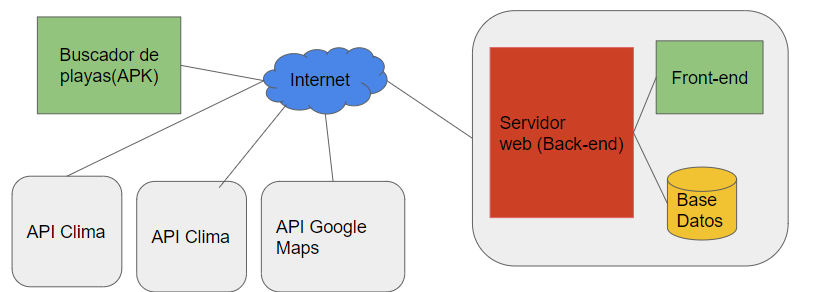 Buscador de
playas(APK)
Internet
Servidor
web (Back-end)
Front-end
Base
Datos
API Clima
API Clima
API Google
Maps